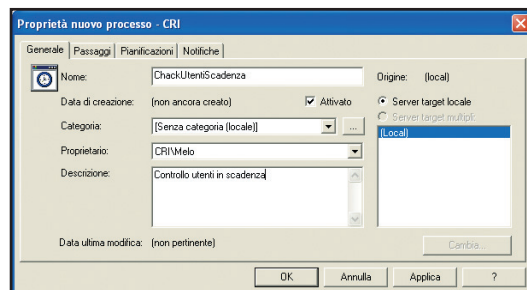 Proprietà nuovo processo - CRI
Generale Passaggi Pianificazioni Notifiche
Nome: ChackUtentiScadenza Origine: (local)
Data di creazione: (non ancora creato) Attivato Server target locale
Server target multipli:
Categoria: [Senza categoria (locale)] ... (Local)
Proprietario: CRI\Melo
Descrizione: Controllo utenti in scadenza
Data ultima modifica: (non pertinente) Cambia...
OK Annulla Applica ?